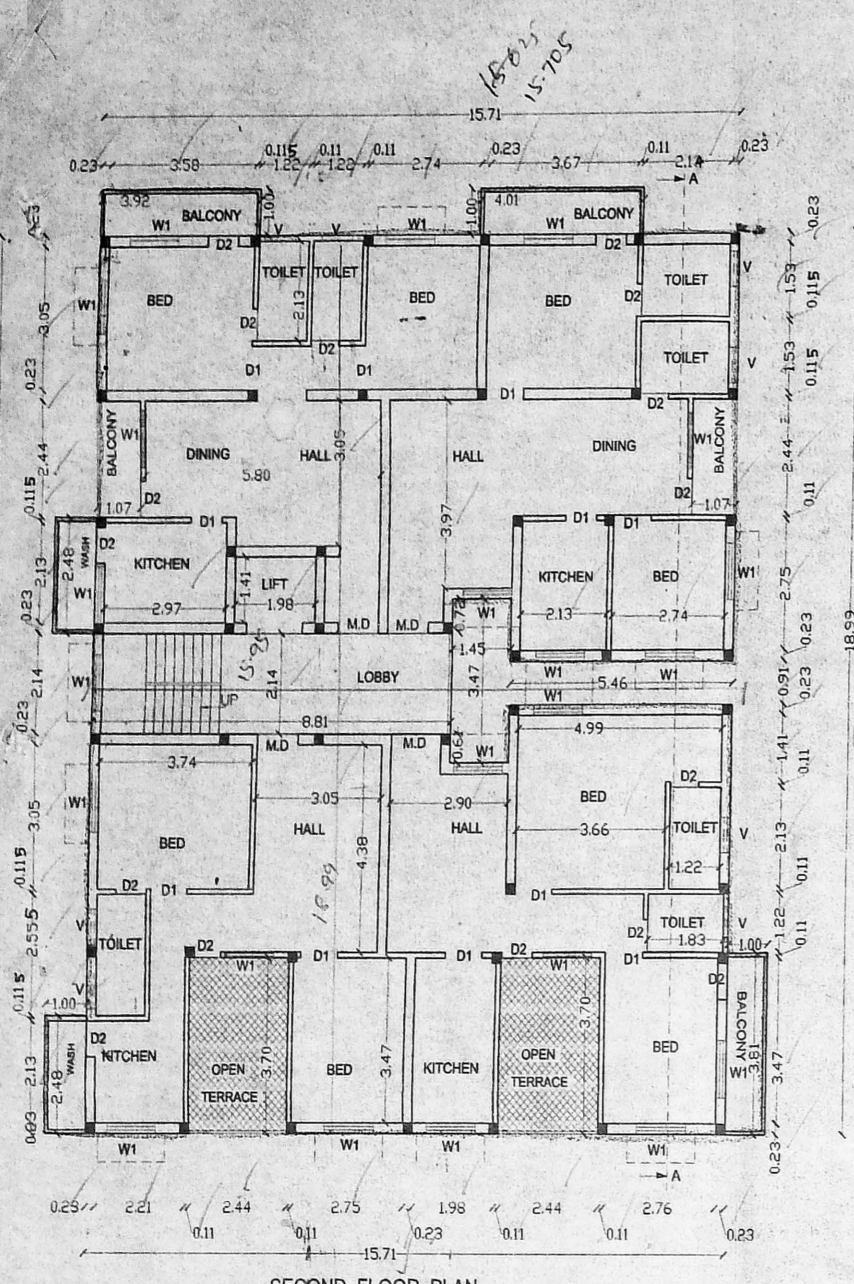 15.625
15.705
15.71
0.23 3.58 0.115 1.22 0.11 1.22 0.11 2.74 0.23 3.67 0.11 2.14 0.23
A
3.92 BALCONY 1.00 1.00 4.01 BALCONY
W1 D2 V V W1 W1 D2
0.23
TOILET TOILET TOILET V
BED BED BED
W1 3.05 2.13 D2 D2 1.53 0.115
D2 TOILET V 1.53
D1 D1 D1 D2
0.23 0.115
BALCONY W1 DINING HALL 3.05 HALL DINING W1 BALCONY
2.44 5.80 2.44
0.115 1.07 D2 D2 1.07 0.11
D1 3.97 D1 D1
D2 WASH 2.48 KITCHEN LIFT KITCHEN BED W1
2.13 W1 2.97 1.41 1.98 W1 2.13 2.74 2.75
0.23 M.D M.D 0.72 0.23
1.45 18.99
W1 2.14 UP 2.14 LOBBY 3.47 W1 W1 0.91
15.95
W1 5.46 0.23
0.23 8.81 4.99
M.D M.D W1 1.41
3.74 0.11
W1 3.05 2.90 D2
3.05 HALL HALL BED
BED 4.38 3.66 TOILET V 2.13
1.22
0.115 D2 D1 D1 0.11
18.99
2.555 V TOILET D2 TOILET V 1.22
D2 D1 D2 D2 1.83 1.00 0.11
W1 W1 D1
0.115 1.00 V D2
D2 KITCHEN 3.70 BALCONY
WASH OPEN TERRACE 3.70 BED 3.47 KITCHEN OPEN TERRACE BED W1 3.81 3.47
2.13 2.48
W1 W1 W1 W1 0.23
A
2.21 2.44 2.75 1.98 2.44 2.76
0.11 0.11 0.23 0.11 0.11 0.23
15.71
SECOND FLOOR PLAN